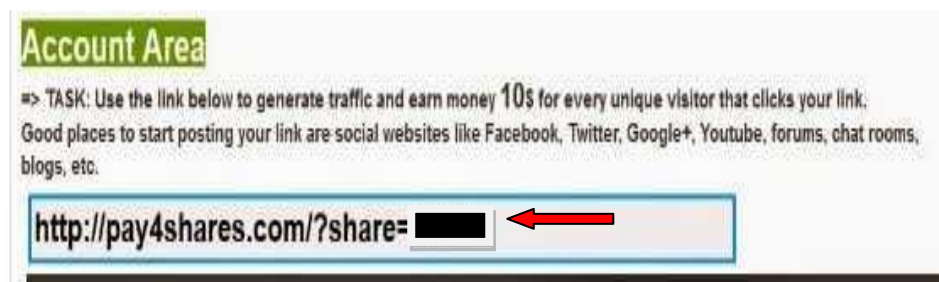 Account Area
=> TASK: Use the link below to generate traffic and earn money 10$ for every unique visitor that clicks your link.
Good places to start posting your link are social websites like Facebook, Twitter, Google+, Youtube, forums, chat rooms,
blogs, etc.
http://pay4shares.com/?share=